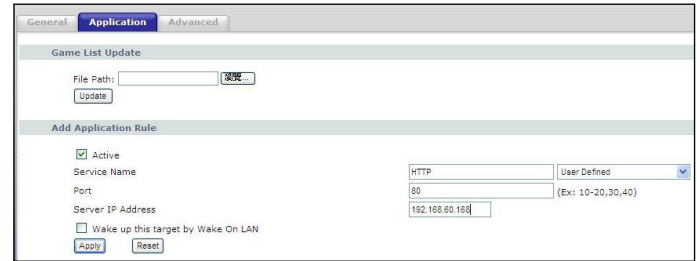 General Application Advanced
Game List Update
File Path: 瀏覽...
Update
Add Application Rule
Active
Service Name HTTP User Defined
Port 80 (Ex: 10-20,30,40)
Server IP Address 192.168.60.168
Wake up this target by Wake On LAN
Apply Reset